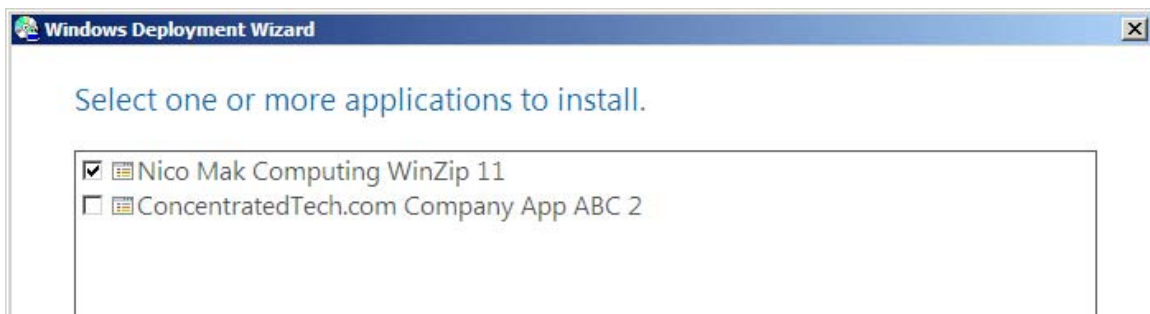 Windows Deployment Wizard
Select one or more applications to install.
Nico Mak Computing WinZip 11
ConcentratedTech.com Company App ABC 2